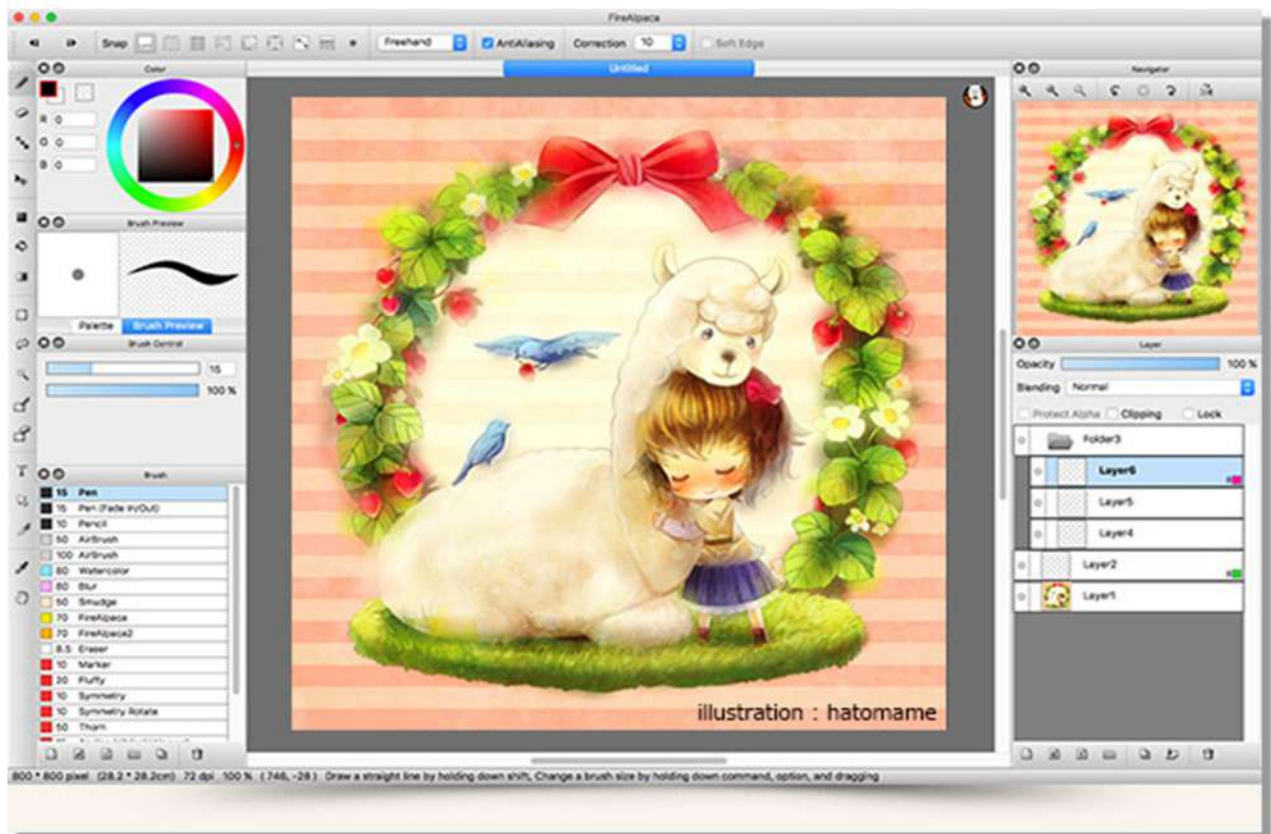 FireAlpaca
Snap Freehand AntiAliasing Correction 10 Soft Edge
Color
Untitled
Navigator
R 0
G 0
B 0
Brush Preview
Palette Brush Preview
Brush Control
15
100 %
Brush
15 Pen
15 Pen (Fade In/Out)
10 Pencil
50 AirBrush
100 AirBrush
80 Watercolor
80 Blur
50 Smudge
70 FireAlpaca
70 FireAlpaca2
8.5 Eraser
10 Marker
20 Fluffy
10 Symmetry
10 Symmetry Rotate
50 Thorn
Layer
Opacity 100 %
Blending Normal
Protect Alpha Clipping Lock
Folder3
Layer6
Layer5
Layer4
Layer2
Layer1
illustration : hatomame
800 * 800 pixel (28.2 * 28.2cm) 72 dpi 100 % ( 746, -28 ) Draw a straight line by holding down shift, Change a brush size by holding down command, option, and dragging